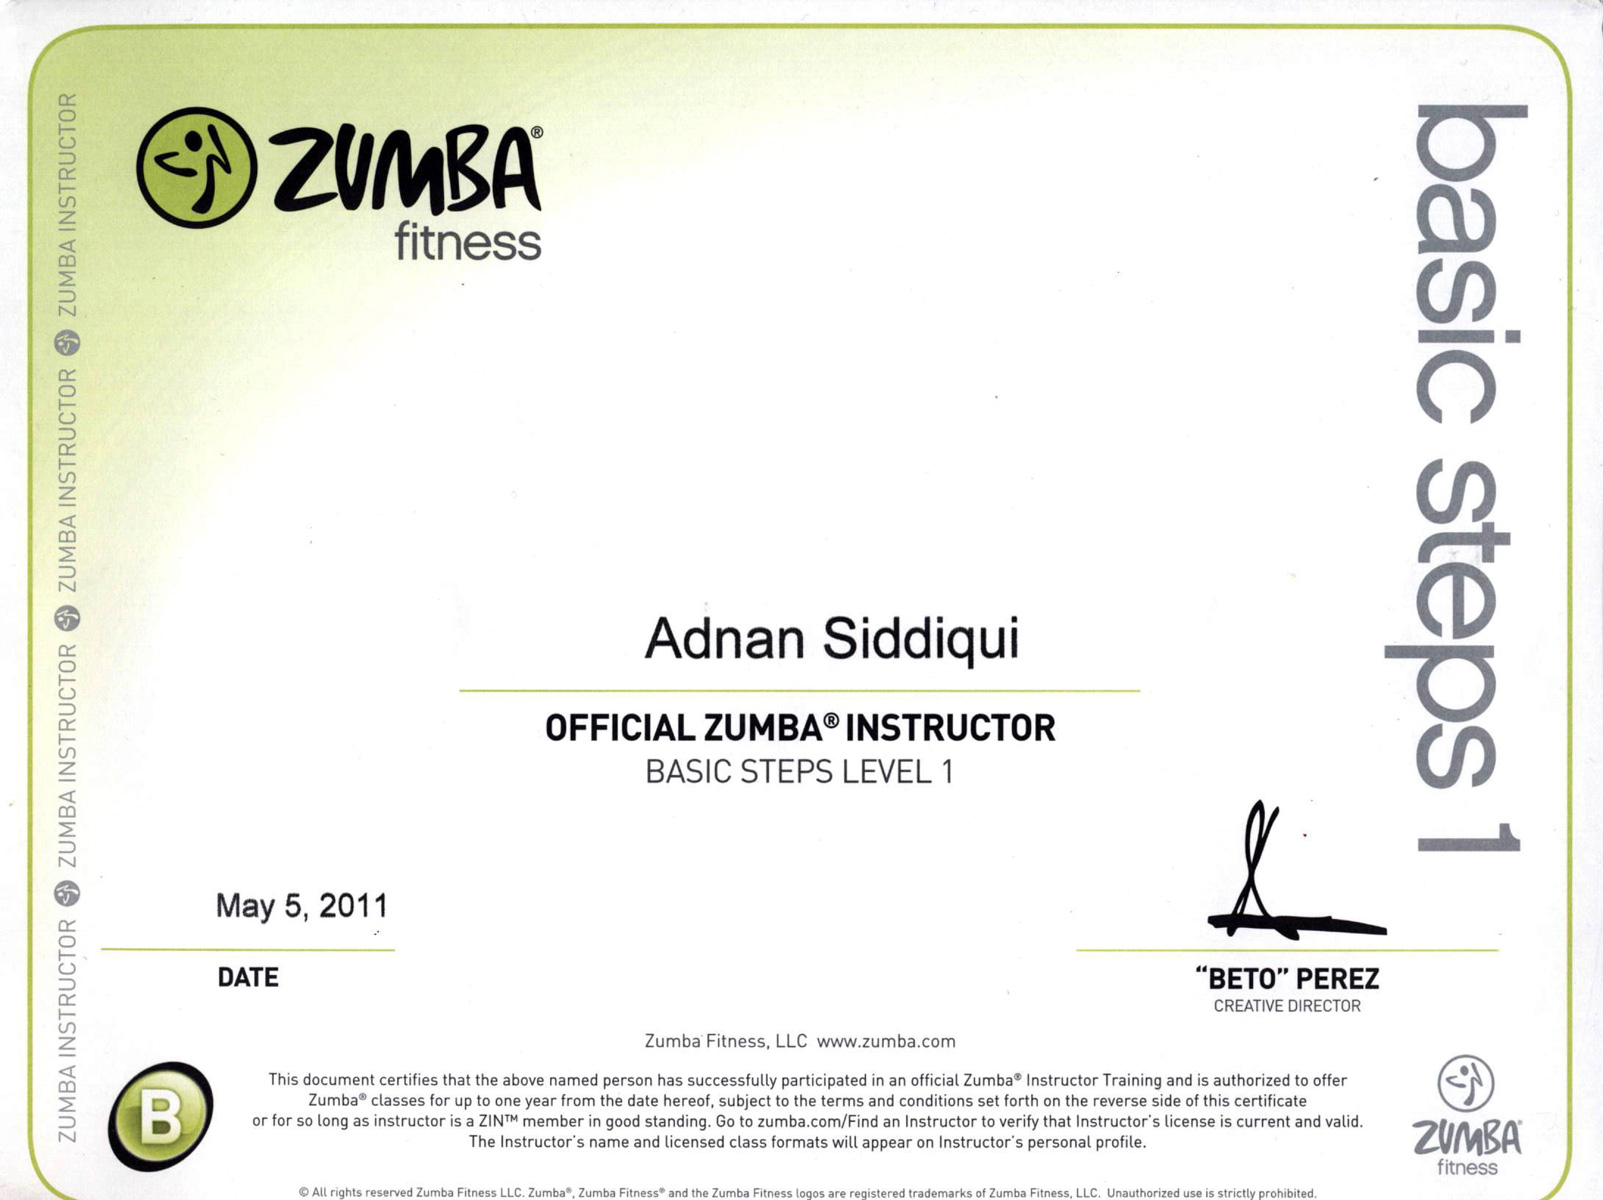 ZUMBA®
fitness
basic steps 1
ZUMBA INSTRUCTOR ZUMBA INSTRUCTOR ZUMBA INSTRUCTOR ZUMBA INSTRUCTOR
Adnan Siddiqui
OFFICIAL ZUMBA® INSTRUCTOR
BASIC STEPS LEVEL 1
May 5, 2011
DATE
“BETO” PEREZ
CREATIVE DIRECTOR
Zumba Fitness, LLC www.zumba.com
B
This document certifies that the above named person has successfully participated in an official Zumba® Instructor Training and is authorized to offer
Zumba® classes for up to one year from the date hereof, subject to the terms and conditions set forth on the reverse side of this certificate
or for so long as instructor is a ZIN™ member in good standing. Go to zumba.com/Find an Instructor to verify that Instructor's license is current and valid.
The Instructor's name and licensed class formats will appear on Instructor's personal profile.
ZUMBA®
fitness
© All rights reserved Zumba Fitness LLC. Zumba®, Zumba Fitness® and the Zumba Fitness logos are registered trademarks of Zumba Fitness, LLC. Unauthorized use is strictly prohibited.